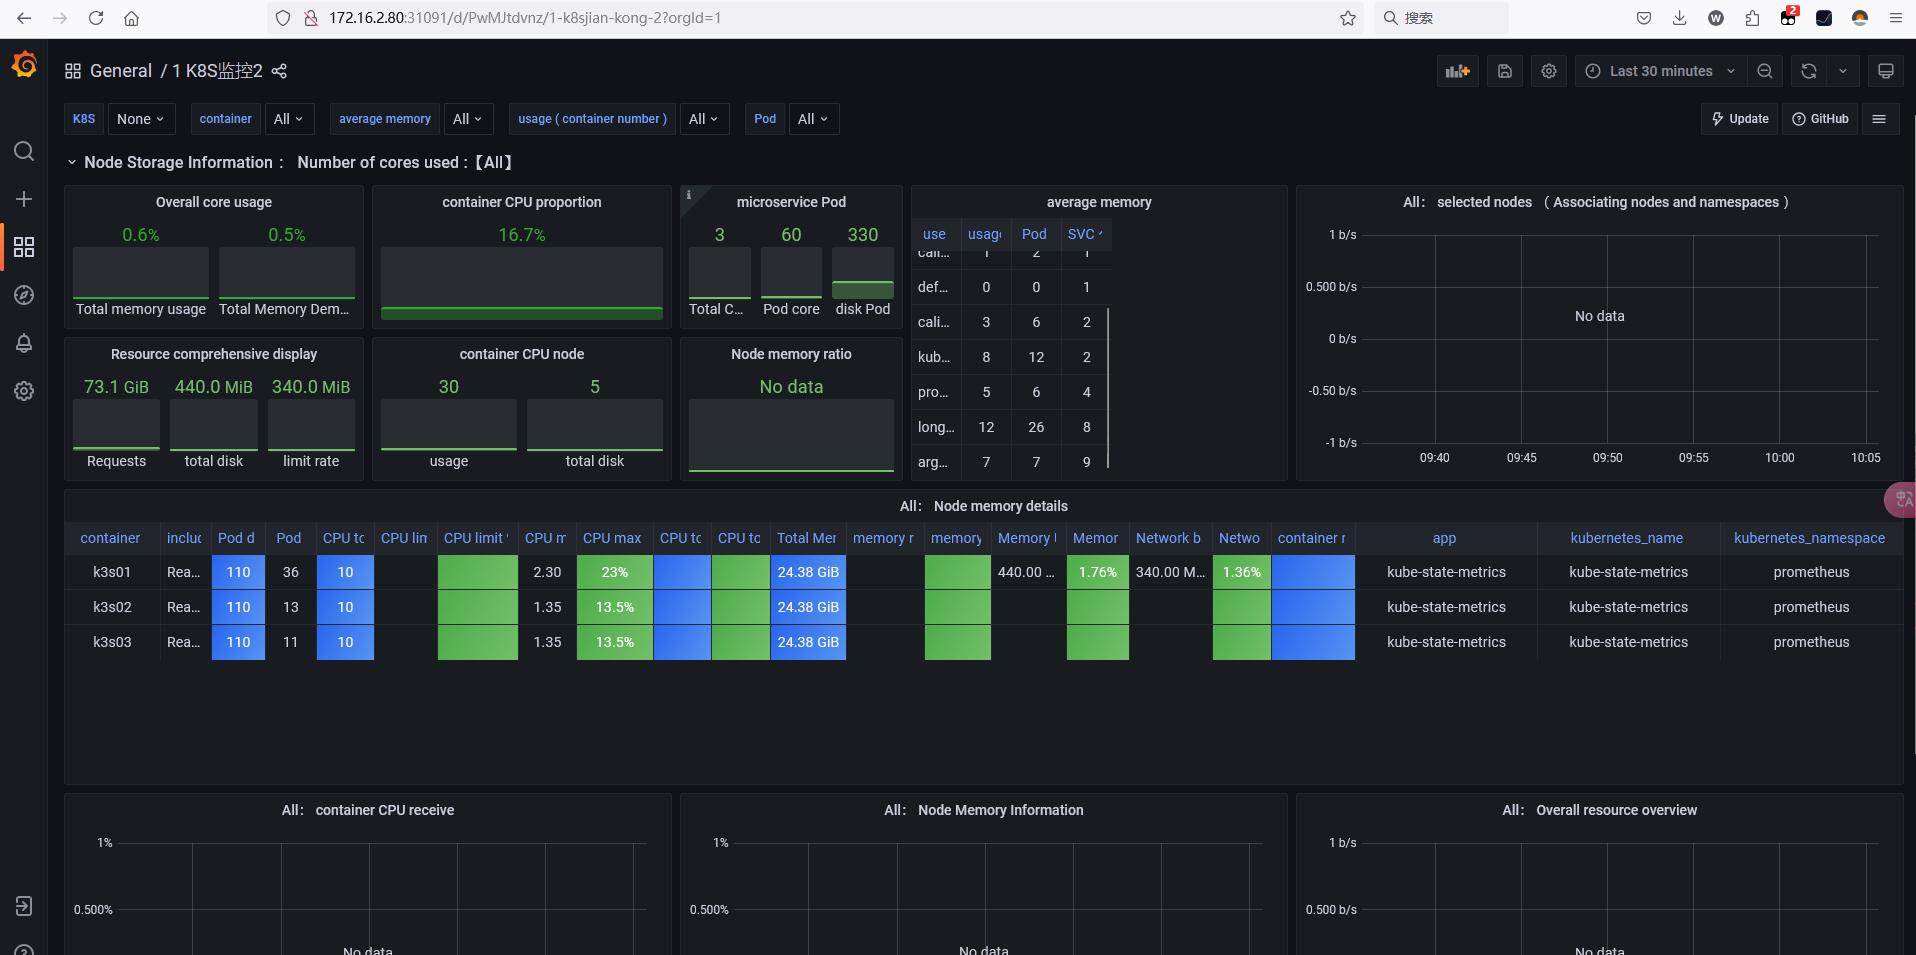 172.16.2.80:31091/d/PwMJtdvnz/1-k8sjian-kong-2?orgId=1
搜索
W
2
General / 1 K8S监控2
Last 30 minutes
K8S None container All average memory All usage ( container number ) All Pod All
Update GitHub
Node Storage Information : Number of cores used :【All】
Overall core usage
0.6% 0.5%
Total memory usage Total Memory Dem...
container CPU proportion
16.7%
microservice Pod
3 60 330
Total C... Pod core disk Pod
Resource comprehensive display
73.1 GiB 440.0 MiB 340.0 MiB
Requests total disk limit rate
container CPU node
30 5
usage total disk
Node memory ratio
No data
average memory
use usage Pod SVC
cali... 1 2 1
def... 0 0 1
cali... 3 6 2
kub... 8 12 2
pro... 5 6 4
long... 12 26 8
arg... 7 7 9
All: selected nodes ( Associating nodes and namespaces )
1 b/s
0.500 b/s
No data
0 b/s
-0.50 b/s
-1 b/s
09:40 09:45 09:50 09:55 10:00 10:05
中A
All: Node memory details
container includ Pod d Pod CPU to CPU lim CPU limit CPU m CPU max CPU to CPU to Total Mer memory r memory Memory Memor Network b Netwo container r app kubernetes_name kubernetes_namespace
k3s01 Rea... 110 36 10 2.30 23% 24.38 GiB 440.00 ... 1.76% 340.00 M... 1.36% kube-state-metrics kube-state-metrics prometheus
k3s02 Rea... 110 13 10 1.35 13.5% 24.38 GiB kube-state-metrics kube-state-metrics prometheus
k3s03 Rea... 110 11 10 1.35 13.5% 24.38 GiB kube-state-metrics kube-state-metrics prometheus
All: container CPU receive
1%
0.500%
No data
All: Node Memory Information
1%
0.500%
No data
All: Overall resource overview
1 b/s
0.500 b/s
No data